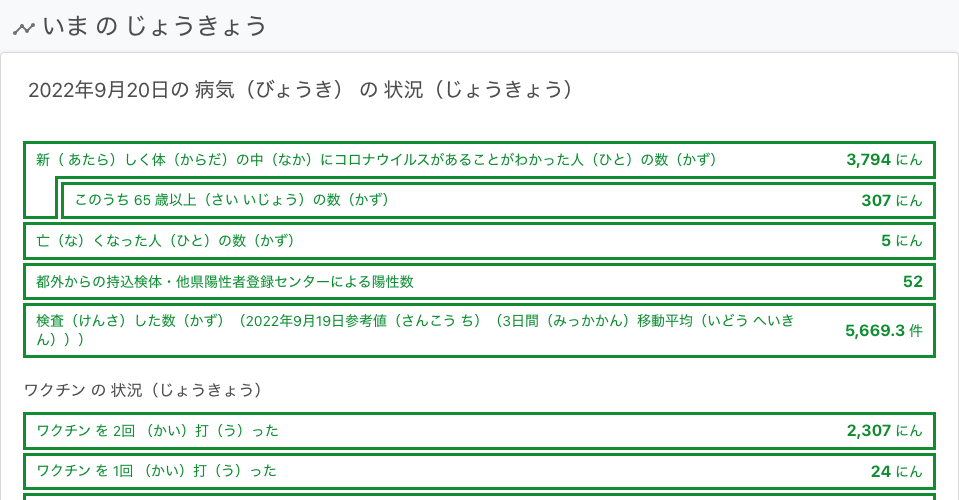 いま の じょうきょう
2022年9月20日の 病気（びょうき） の 状況（じょうきょう）
新（ あたら）しく体（からだ）の中（なか）にコロナウイルスがあることがわかった人（ひと）の数（かず） 3,794 にん
このうち 65 歳以上（さい いじょう）の数（かず） 307 にん
亡（な）くなった人（ひと）の数（かず） 5 にん
都外からの持込検体・他県陽性者登録センターによる陽性数 52
検査（けんさ）した数（かず）（2022年9月19日参考値（さんこう ち）（3日間（みっかかん）移動平均（いどう へいき
ん）））  5,669.3 件
ワクチン の 状況（じょうきょう）
ワクチン を 2回 （かい）打（う）った 2,307 にん
ワクチン を 1回 （かい）打（う）った 24 にん